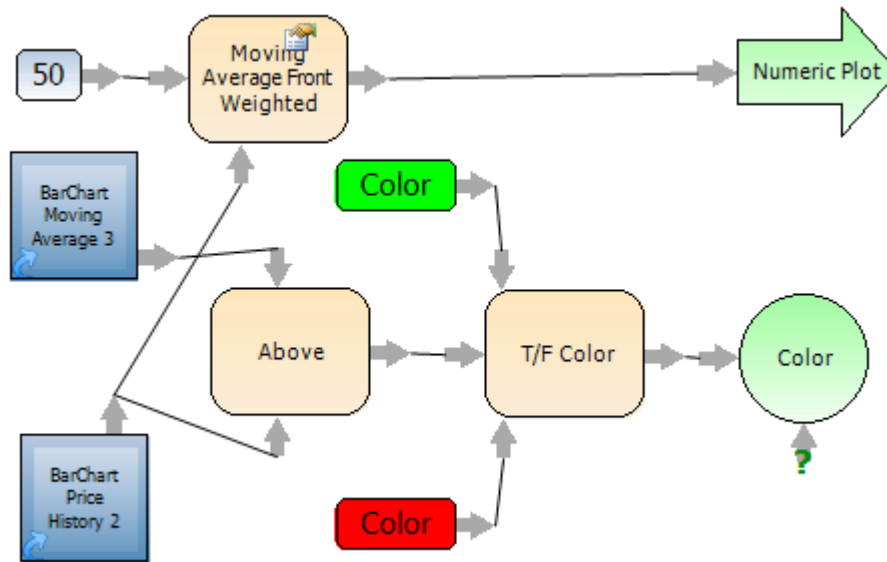 50
Moving
Average Front
Weighted
Numeric Plot
BarChart
Moving
Average 3
Color
Above
T/F Color
Color
BarChart
Price
History 2
Color
?